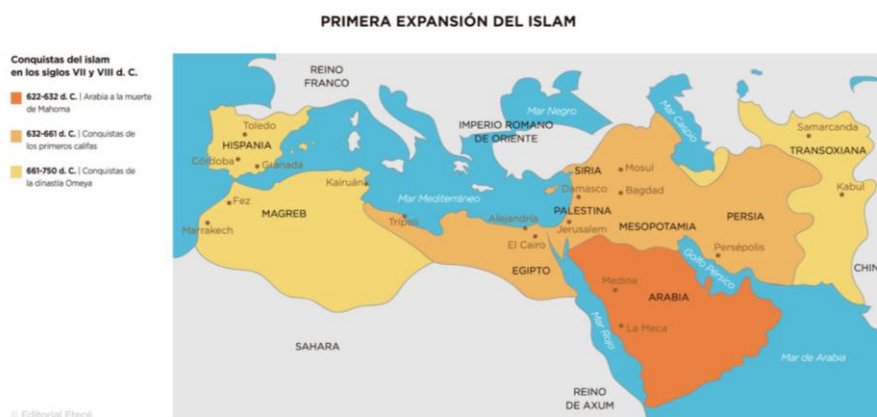 PRIMERA EXPANSIÓN DEL ISLAM
Conquistas del islam
en los siglos VII y VIII d. C.
622-632 d. C. | Arabia a la muerte
de Mahoma
632-661 d. C. | Conquistas de
los primeros califas
661-750 d. C. | Conquistas de
la dinastía Omeya
REINO
FRANCO
Mar Negro
Mar Caspio
IMPERIO ROMANO
DE ORIENTE
Toledo
HISPANIA
Córdoba
Granada
Samarcanda
TRANSOXIANA
Kabul
Kairuán
Fez
MAGREB
Marrakech
Mar Mediterráneo
Trípoli
Alejandría
El Cairo
EGIPTO
SIRIA
Mosul
Damasco
Bagdad
PALESTINA
Jerusalem
MESOPOTAMIA
PERSIA
Persépolis
Golfo Pérsico
CHIN
Medina
ARABIA
La Meca
Mar Rojo
Mar de Arabia
SAHARA
REINO
DE AXUM
© Editorial Etecé